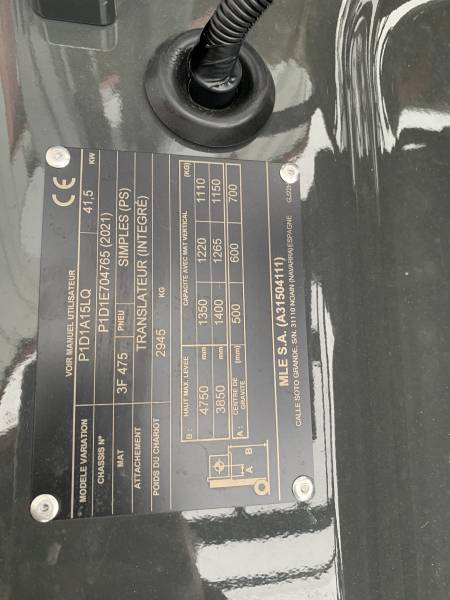 VOIR MANUEL UTILISATEUR CE
MODELE VARIATION P1D1A15LQ 41,5 KW
CHASSIS Nº P1D1E704765 (2021)
MAT 3F 475 PNEU SIMPLES (PS)
ATTACHEMENT TRANSLATEUR (INTEGRÉ)
POIDS DU CHARIOT 2945 KG
B : HAUT MAX. LEVEE CAPACITE AVEC MAT VERTICAL (KG)
4750 mm 1350 1220 1110
3850 mm 1400 1265 1150
A : CENTRE DE GRAVITE (mm) 500 600 700
A B
MLE S.A. (A31504111)
CALLE SOTO GRANDE, S/N. 31110 NOAIN (NAVARRA)ESPAGNE